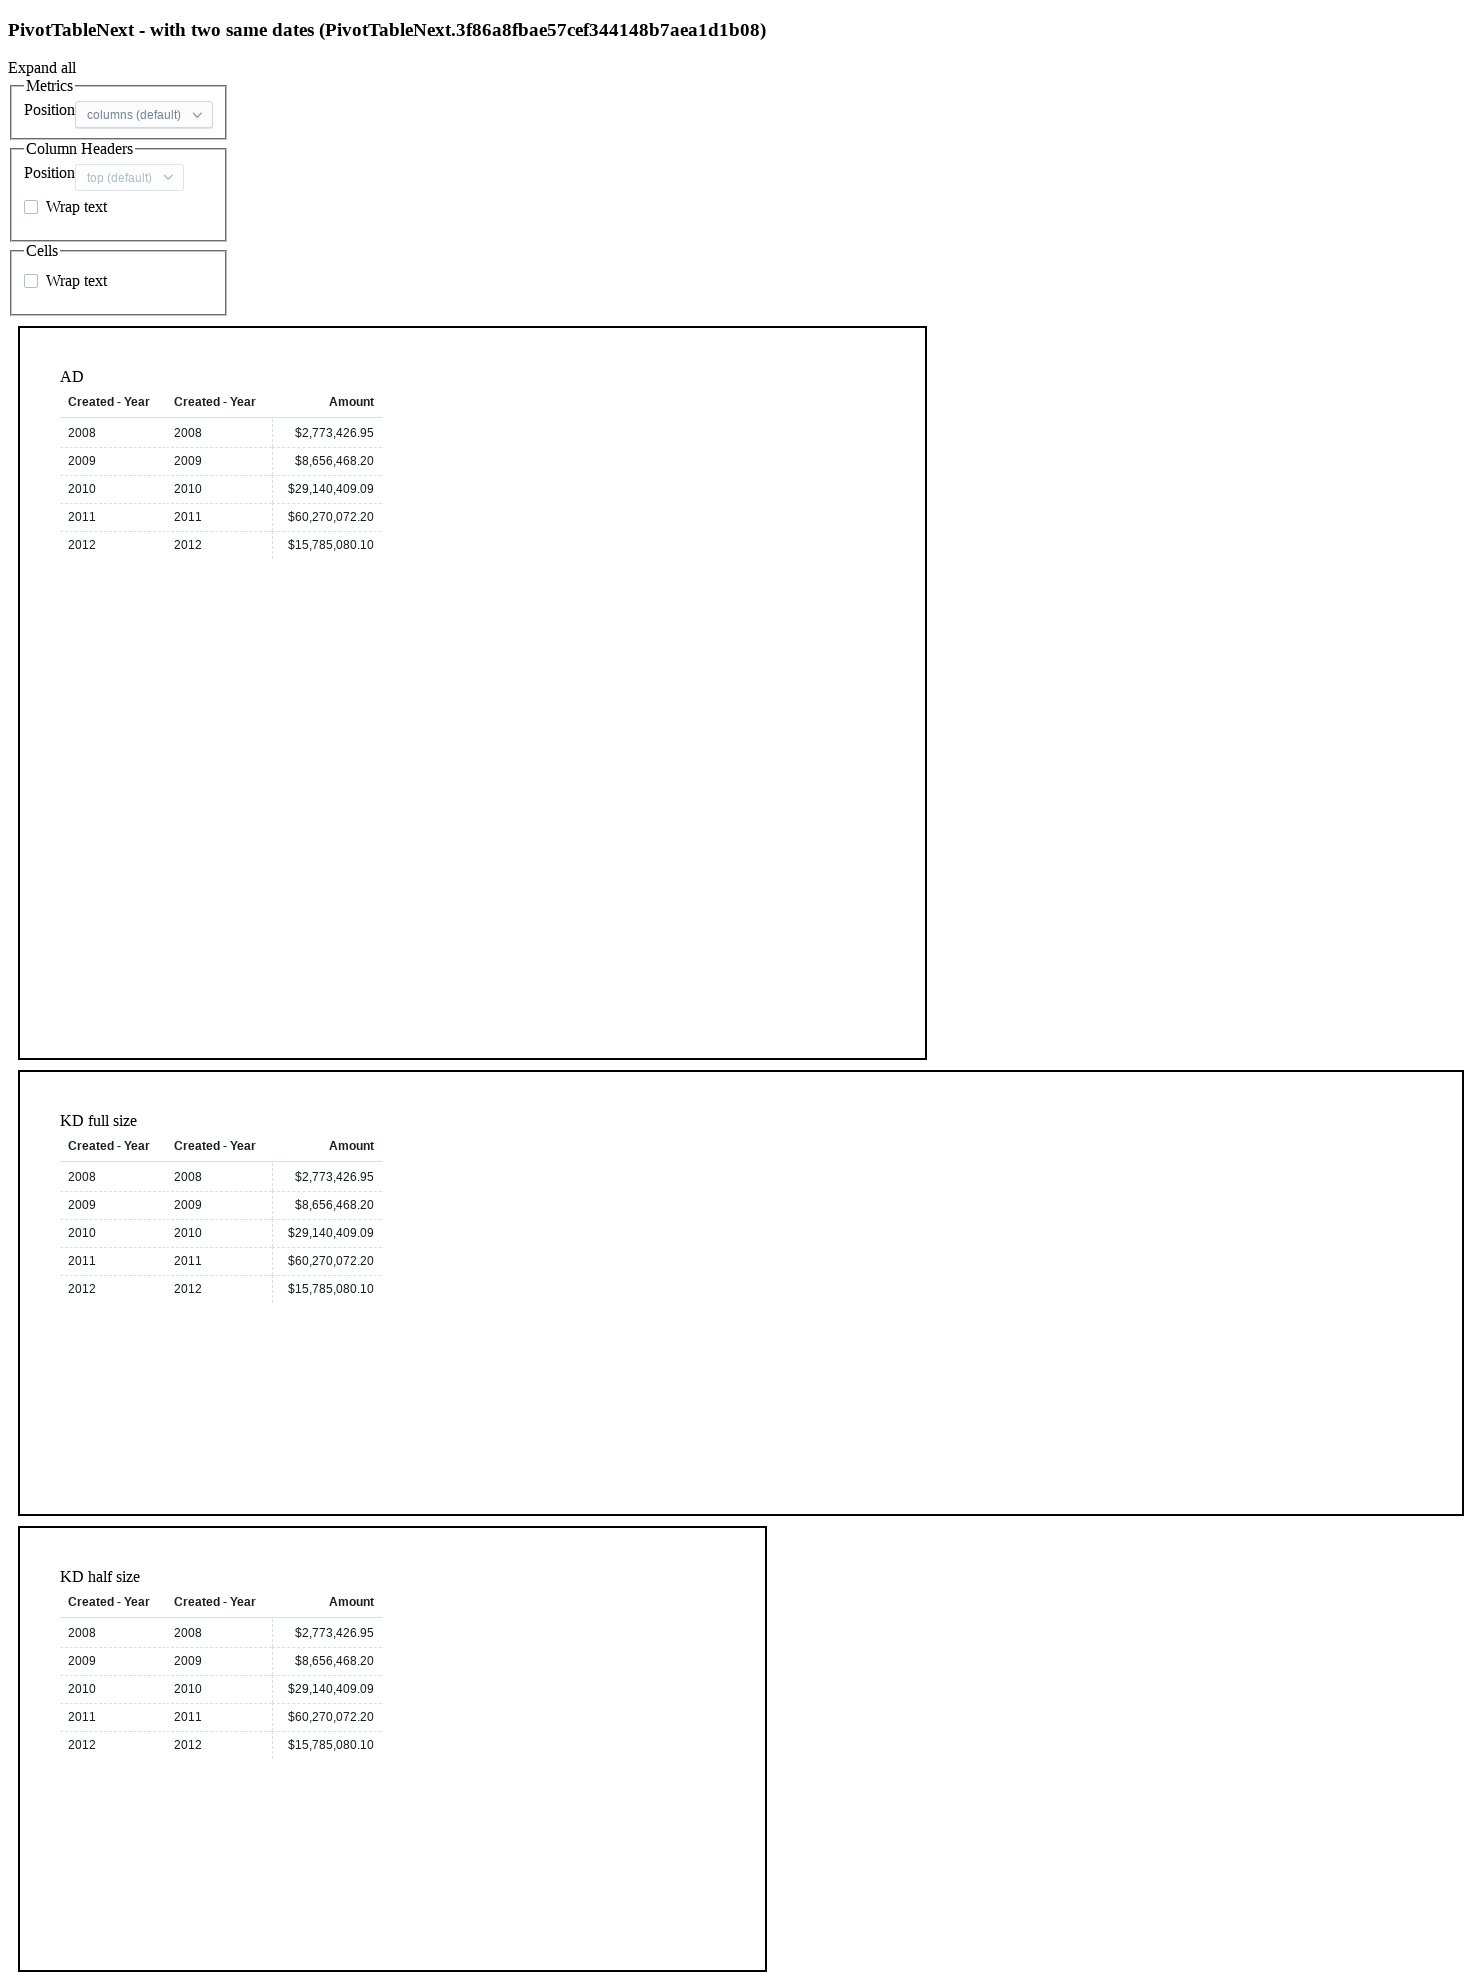 PivotTableNext - with two same dates (PivotTableNext.3f86a8fbae57cef344148b7aea1d1b08)
Expand all
Metrics
Position columns (default)
Column Headers
Position top (default)
Wrap text
Cells
Wrap text
AD
Created - Year Created - Year Amount
2008 2008 $2,773,426.95
2009 2009 $8,656,468.20
2010 2010 $29,140,409.09
2011 2011 $60,270,072.20
2012 2012 $15,785,080.10
KD full size
Created - Year Created - Year Amount
2008 2008 $2,773,426.95
2009 2009 $8,656,468.20
2010 2010 $29,140,409.09
2011 2011 $60,270,072.20
2012 2012 $15,785,080.10
KD half size
Created - Year Created - Year Amount
2008 2008 $2,773,426.95
2009 2009 $8,656,468.20
2010 2010 $29,140,409.09
2011 2011 $60,270,072.20
2012 2012 $15,785,080.10